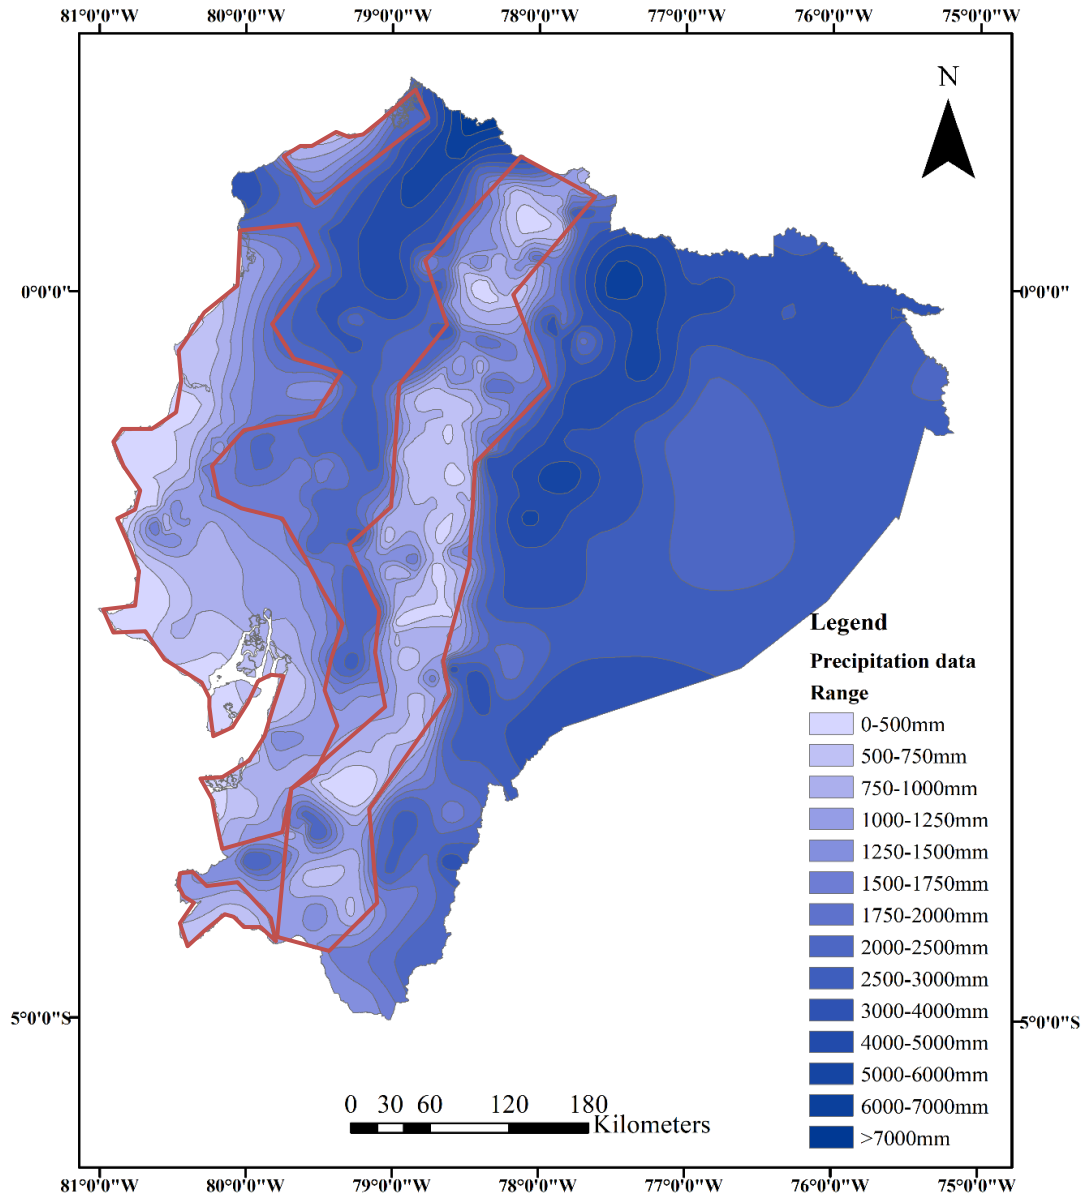 81°0'0"W 80°0'0"W 79°0'0"W 78°0'0"W 77°0'0"W 76°0'0"W 75°0'0"W
N
0°0'0" 0°0'0"
Legend
Precipitation data
Range
0-500mm
500-750mm
750-1000mm
1000-1250mm
1250-1500mm
1500-1750mm
1750-2000mm
2000-2500mm
2500-3000mm
3000-4000mm
4000-5000mm
5000-6000mm
6000-7000mm
>7000mm
5°0'0"S 5°0'0"S
0 30 60 120 180
Kilometers
81°0'0"W 80°0'0"W 79°0'0"W 78°0'0"W 77°0'0"W 76°0'0"W 75°0'0"W